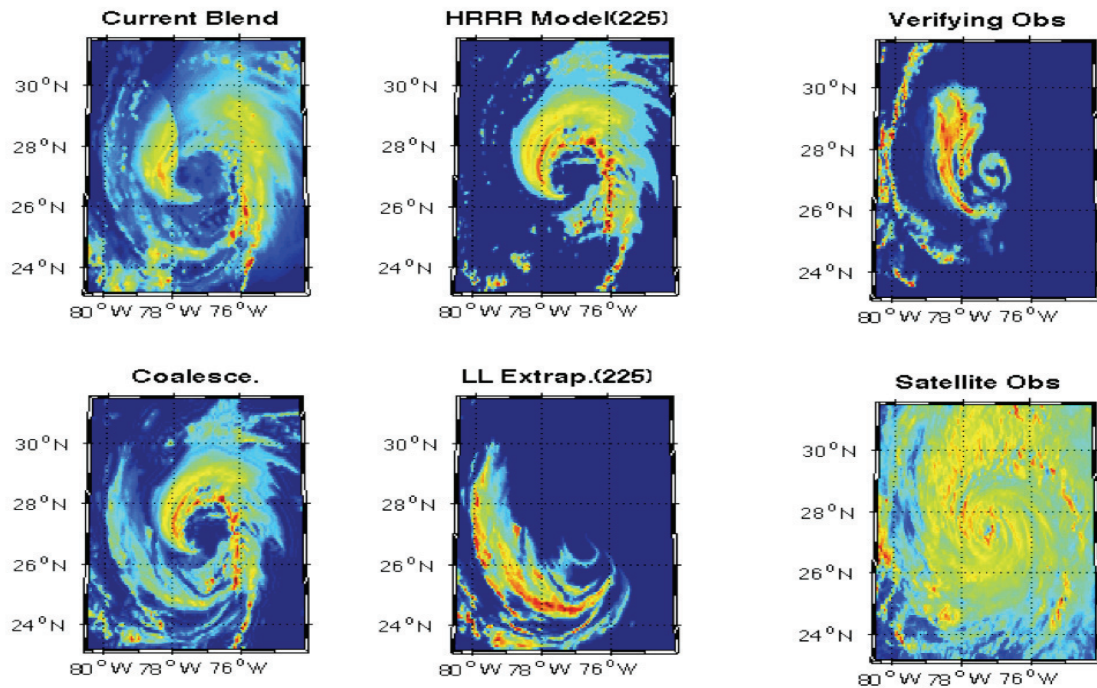 Current Blend
HRRR Model(225)
Verifying Obs
30°N
28°N
26°N
24°N
80°W 78°W 76°W
30°N
28°N
26°N
24°N
80°W 78°W 76°W
30°N
28°N
26°N
24°N
80°W 78°W 76°W
Coalesce.
LL Extrap.(225)
Satellite Obs
30°N
28°N
26°N
24°N
80°W 78°W 76°W
30°N
28°N
26°N
24°N
80°W 78°W 76°W
30°N
28°N
26°N
24°N
80°W 78°W 76°W